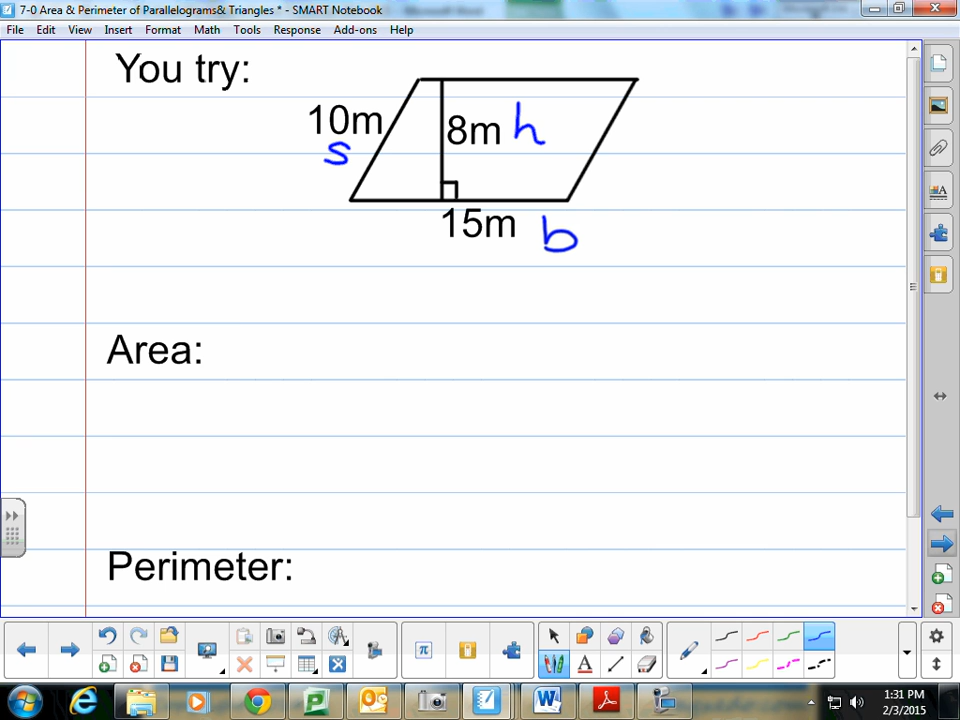 7-0 Area & Perimeter of Parallelograms& Triangles * - SMART Notebook
File Edit View Insert Format Math Tools Response Add-ons Help
You try:
10m
s
8m h
15m b
Area:
Perimeter:
1:31 PM
2/3/2015